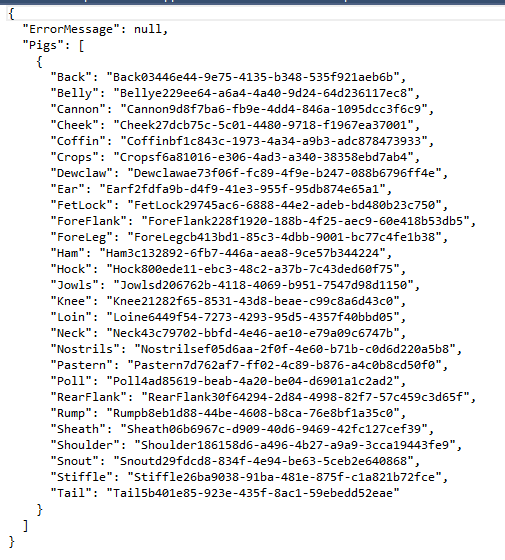 {
"ErrorMessage": null,
"Pigs": [
{
"Back": "Back03446e44-9e75-4135-b348-535f921aeb6b",
"Belly": "Bellye229ee64-a6a4-4a40-9d24-64d236117ec8",
"Cannon": "Cannon9d8f7ba6-fb9e-4dd4-846a-1095dcc3f6c9",
"Cheek": "Cheek27dcb75c-5c01-4480-9718-f1967ea37001",
"Coffin": "Coffinbf1c843c-1973-4a34-a9b3-adc878473933",
"Crops": "Cropsf6a81016-e306-4ad3-a340-38358ebd7ab4",
"Dewclaw": "Dewclawae73f06f-fc89-4f9e-b247-088b6796ff4e",
"Ear": "Earf2fdfa9b-d4f9-41e3-955f-95db874e65a1",
"FetLock": "FetLock29745ac6-6888-44e2-adeb-bd480b23c750",
"ForeFlank": "ForeFlank228f1920-188b-4f25-aec9-60e418b53db5",
"ForeLeg": "ForeLegcb413bd1-85c3-4dbb-9001-bc77c4fe1b38",
"Ham": "Ham3c132892-6fb7-446a-aea8-9ce57b344224",
"Hock": "Hock800ede11-ebc3-48c2-a37b-7c43ded60f75",
"Jowls": "Jowlsd206762b-4118-4069-b951-7547d98d1150",
"Knee": "Knee21282f65-8531-43d8-beae-c99c8a6d43c0",
"Loin": "Loine6449f54-7273-4293-95d5-4357f40bbd05",
"Neck": "Neck43c79702-bbfd-4e46-ae10-e79a09c6747b",
"Nostrils": "Nostrilsef05d6aa-2f0f-4e60-b71b-c0d6d220a5b8",
"Pastern": "Pastern7d762af7-ff02-4c89-b876-a4c0b8cd50f0",
"Poll": "Poll4ad85619-beab-4a20-be04-d6901a1c2ad2",
"RearFlank": "RearFlank30f64294-2d84-4998-82f7-57c459c3d65f",
"Rump": "Rumpb8eb1d88-44be-4608-b8ca-76e8bf1a35c0",
"Sheath": "Sheath06b6967c-d909-40d6-9469-42fc127cef39",
"Shoulder": "Shoulder186158d6-a496-4b27-a9a9-3cca19443fe9",
"Snout": "Snoutd29fdcd8-834f-4e94-be63-5ceb2e640868",
"Stiffle": "Stiffle26ba9038-91ba-481e-875f-c1a821b72fce",
"Tail": "Tail5b401e85-923e-435f-8ac1-59ebedd52eae"
}
]
}